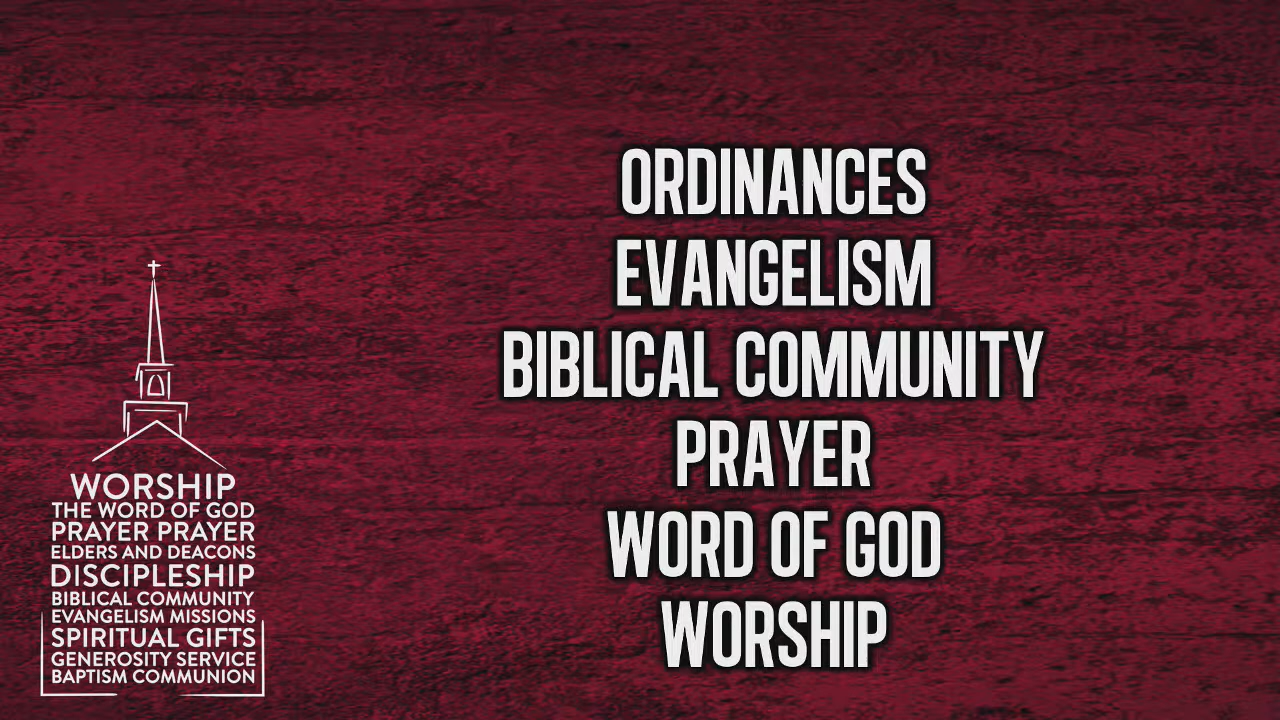 ORDINANCES
EVANGELISM
BIBLICAL COMMUNITY
PRAYER
WORD OF GOD
WORSHIP
WORSHIP
THE WORD OF GOD
PRAYER PRAYER
ELDERS AND DEACONS
DISCIPLESHIP
BIBLICAL COMMUNITY
EVANGELISM MISSIONS
SPIRITUAL GIFTS
GENEROSITY SERVICE
BAPTISM COMMUNION